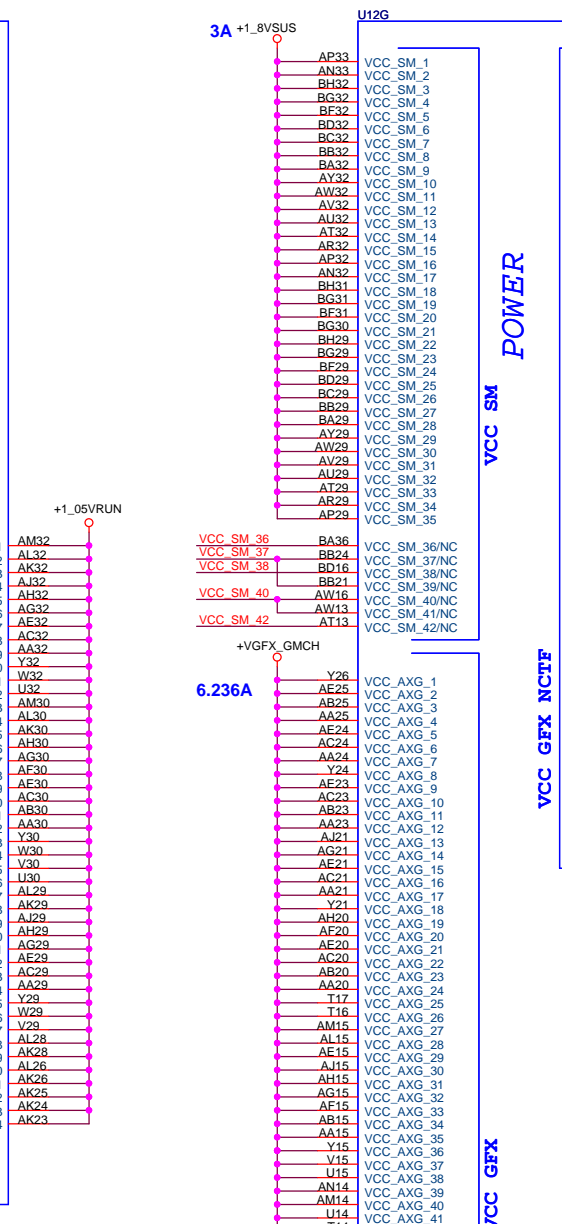 U12G
3A +1_8VSUS
AP33 VCC_SM_1
AN33 VCC_SM_2
BH32 VCC_SM_3
BG32 VCC_SM_4
BF32 VCC_SM_5
BD32 VCC_SM_6
BC32 VCC_SM_7
BB32 VCC_SM_8
BA32 VCC_SM_9
AY32 VCC_SM_10
AW32 VCC_SM_11
AV32 VCC_SM_12
AU32 VCC_SM_13
AT32 VCC_SM_14
AR32 VCC_SM_15
AP32 VCC_SM_16
AN32 VCC_SM_17
BH31 VCC_SM_18
BG31 VCC_SM_19
BF31 VCC_SM_20
BG30 VCC_SM_21
BH29 VCC_SM_22
BG29 VCC_SM_23
BF29 VCC_SM_24
BD29 VCC_SM_25
BC29 VCC_SM_26
BB29 VCC_SM_27
BA29 VCC_SM_28
AY29 VCC_SM_29
AW29 VCC_SM_30
AV29 VCC_SM_31
AU29 VCC_SM_32
AT29 VCC_SM_33
AR29 VCC_SM_34
AP29 VCC_SM_35
VCC_SM_36 BA36 VCC_SM_36/NC
VCC_SM_37 BB24 VCC_SM_37/NC
VCC_SM_38 BD16 VCC_SM_38/NC
BB21 VCC_SM_39/NC
VCC_SM_40 AW16 VCC_SM_40/NC
AW13 VCC_SM_41/NC
VCC_SM_42 AT13 VCC_SM_42/NC
POWER
VCC SM
+VGFX_GMCH
6.236A
Y26 VCC_AXG_1
AE25 VCC_AXG_2
AB25 VCC_AXG_3
AA25 VCC_AXG_4
AE24 VCC_AXG_5
AC24 VCC_AXG_6
AA24 VCC_AXG_7
Y24 VCC_AXG_8
AE23 VCC_AXG_9
AC23 VCC_AXG_10
AB23 VCC_AXG_11
AA23 VCC_AXG_12
AJ21 VCC_AXG_13
AG21 VCC_AXG_14
AE21 VCC_AXG_15
AC21 VCC_AXG_16
AA21 VCC_AXG_17
Y21 VCC_AXG_18
AH20 VCC_AXG_19
AF20 VCC_AXG_20
AE20 VCC_AXG_21
AC20 VCC_AXG_22
AB20 VCC_AXG_23
AA20 VCC_AXG_24
T17 VCC_AXG_25
T16 VCC_AXG_26
AM15 VCC_AXG_27
AL15 VCC_AXG_28
AE15 VCC_AXG_29
AJ15 VCC_AXG_30
AH15 VCC_AXG_31
AG15 VCC_AXG_32
AF15 VCC_AXG_33
AB15 VCC_AXG_34
AA15 VCC_AXG_35
Y15 VCC_AXG_36
V15 VCC_AXG_37
U15 VCC_AXG_38
AN14 VCC_AXG_39
AM14 VCC_AXG_40
U14 VCC_AXG_41
VCC GFX
VCC GFX NCTF
+1_05VRUN
AM32
AL32
AK32
AJ32
AH32
AG32
AE32
AC32
AA32
Y32
W32
U32
AM30
AL30
AK30
AH30
AG30
AF30
AE30
AC30
AB30
AA30
Y30
W30
V30
U30
AL29
AK29
AJ29
AH29
AG29
AE29
AC29
AA29
Y29
W29
V29
AL28
AK28
AL26
AK26
AK25
AK24
AK23